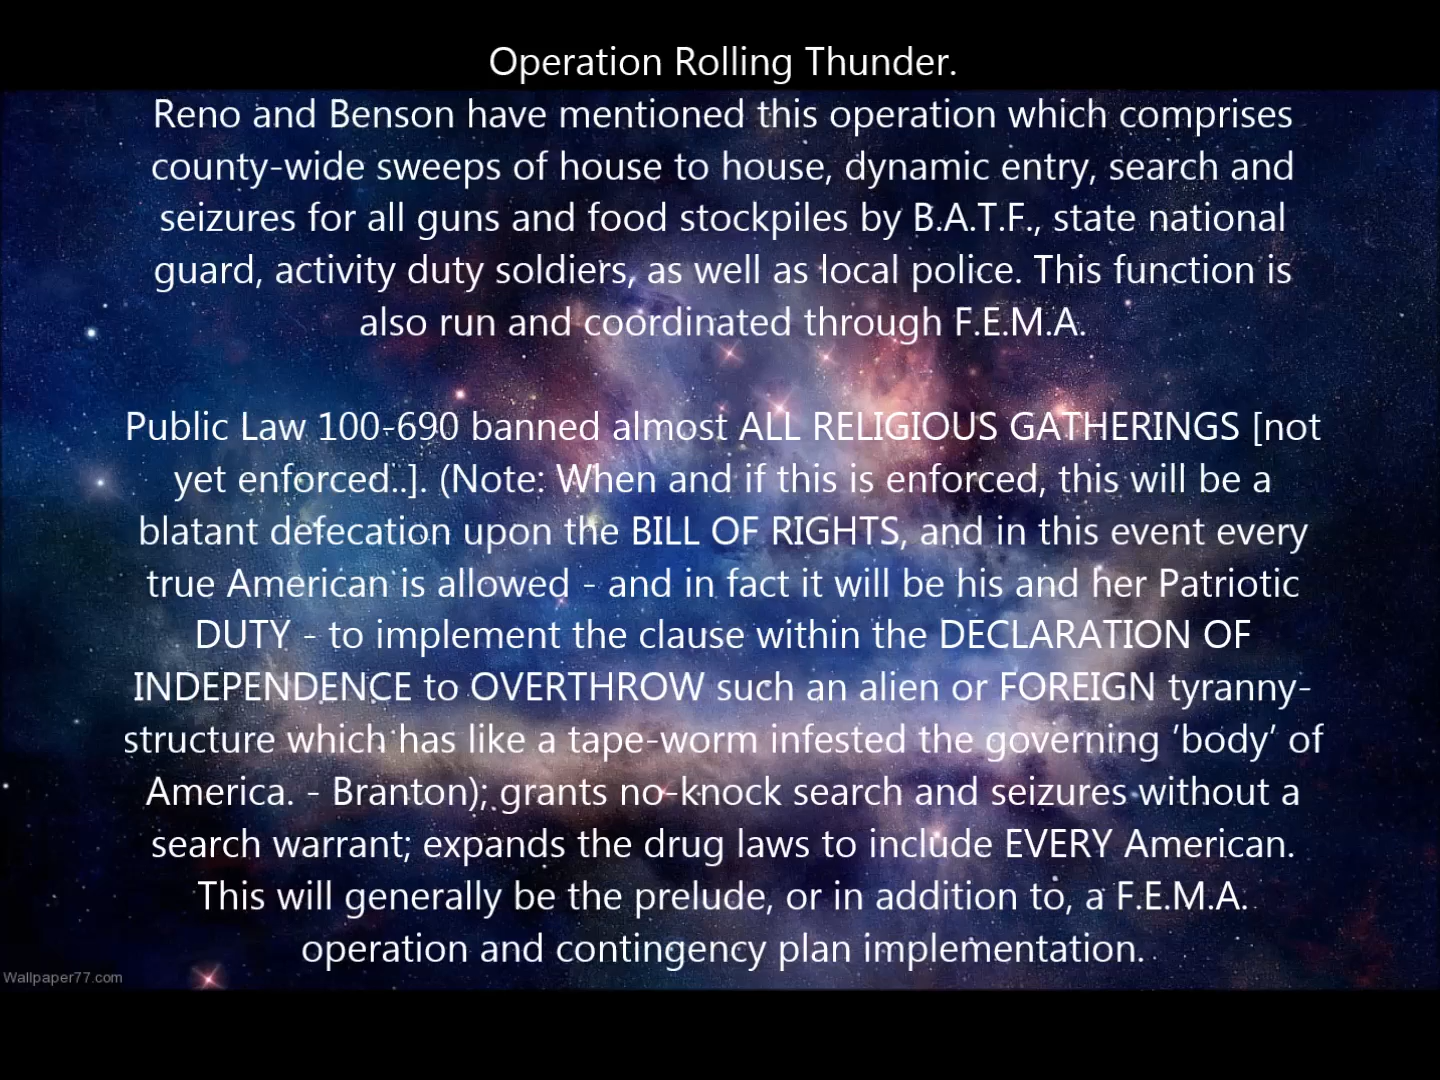 Operation Rolling Thunder.
Reno and Benson have mentioned this operation which comprises
county-wide sweeps of house to house, dynamic entry, search and
seizures for all guns and food stockpiles by B.A.T.F., state national
guard, activity duty soldiers, as well as local police. This function is
also run and coordinated through F.E.M.A.
Public Law 100-690 banned almost ALL RELIGIOUS GATHERINGS [not
yet enforced..]. (Note: When and if this is enforced, this will be a
blatant defecation upon the BILL OF RIGHTS, and in this event every
true American is allowed - and in fact it will be his and her Patriotic
DUTY - to implement the clause within the DECLARATION OF
INDEPENDENCE to OVERTHROW such an alien or FOREIGN tyranny-
structure which has like a tape-worm infested the governing ‘body’ of
America. - Branton); grants no-knock search and seizures without a
search warrant; expands the drug laws to include EVERY American.
This will generally be the prelude, or in addition to, a F.E.M.A.
operation and contingency plan implementation.
Wallpaper77.com